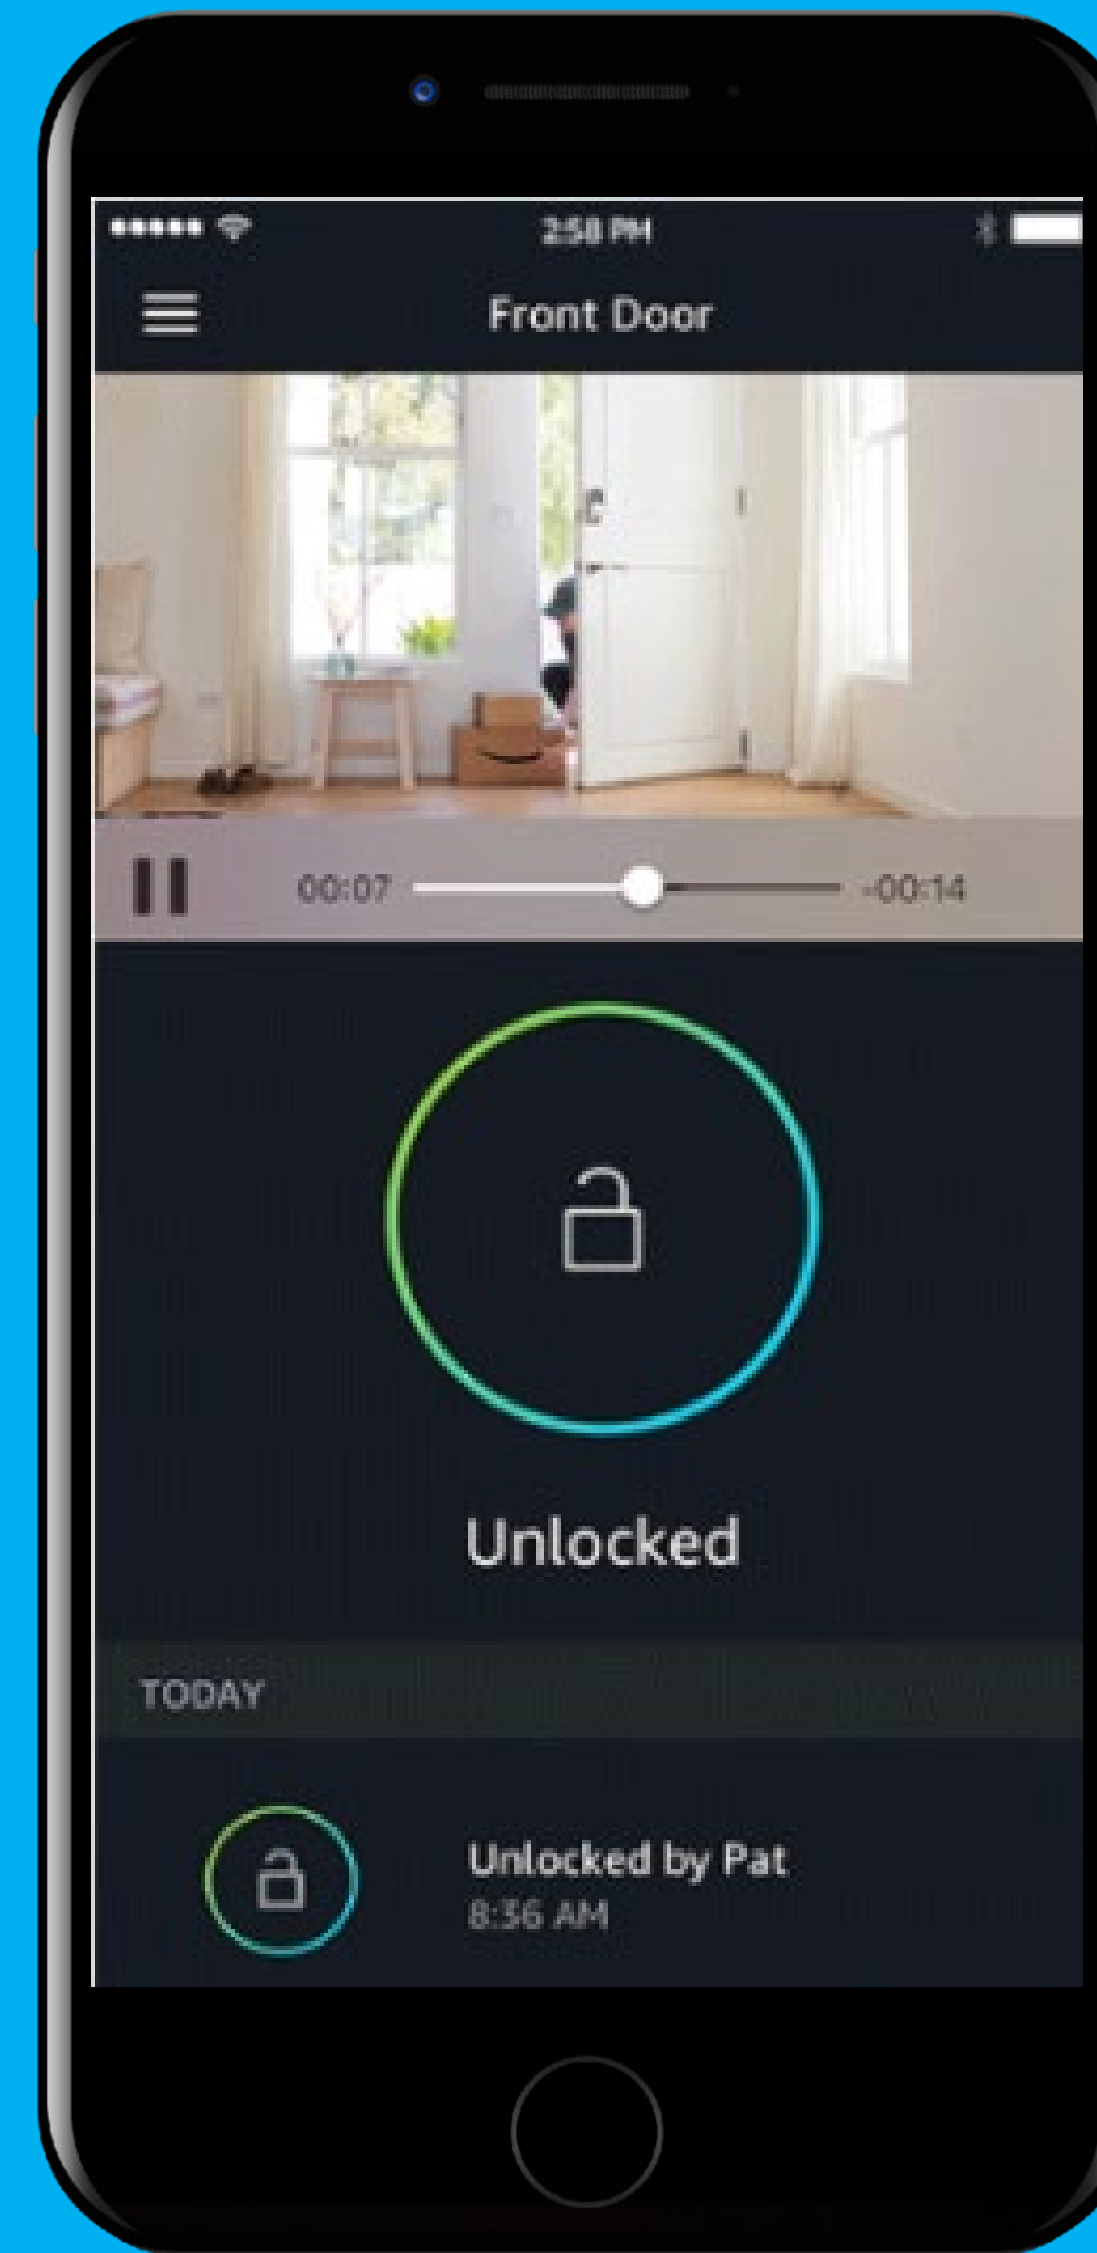 2:58 PM
Front Door
00:07
-00:14
Unlocked
TODAY
Unlocked by Pat
8:36 AM